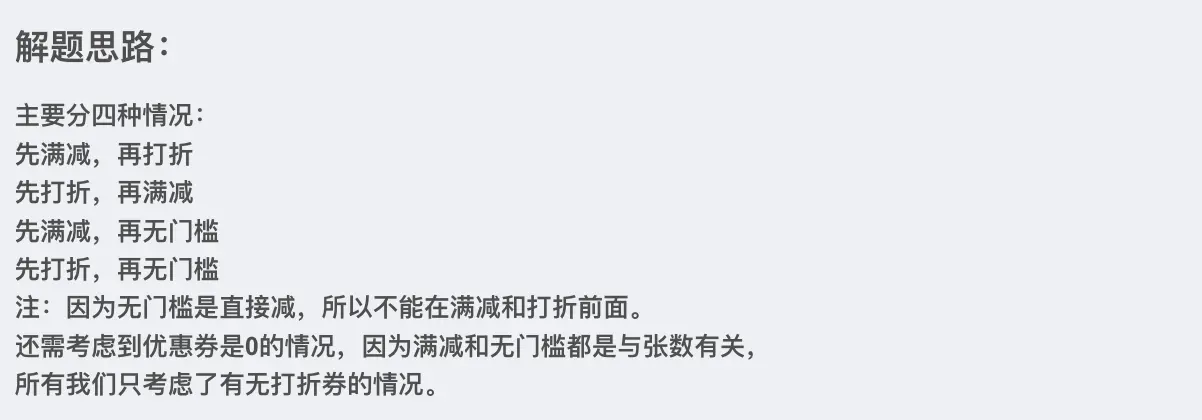 解题思路：
主要分四种情况：
先满减，再打折
先打折，再满减
先满减，再无门槛
先打折，再无门槛
注：因为无门槛是直接减，所以不能在满减和打折前面。
还需考虑到优惠券是0的情况，因为满减和无门槛都是与张数有关，
所有我们只考虑了有无打折券的情况。